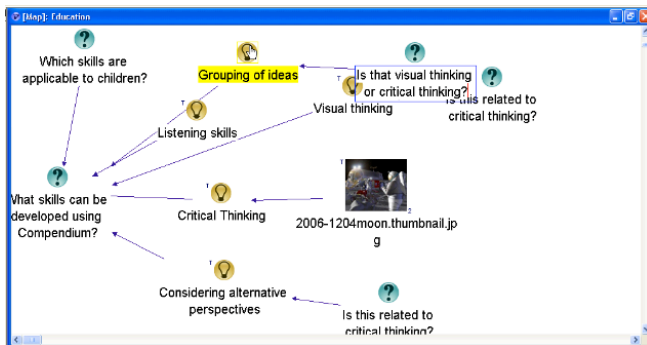 [Map]: Education
Which skills are
applicable to children?
Grouping of ideas
Is that visual thinking
or critical thinking?
Is this related to
critical thinking?
Visual thinking
T
Listening skills
T
What skills can be
developed using
Compendium?
T
Critical Thinking
T
2
2006-1204moon.thumbnail.jp
g
T
Considering alternative
perspectives
Is this related to
critical thinking?